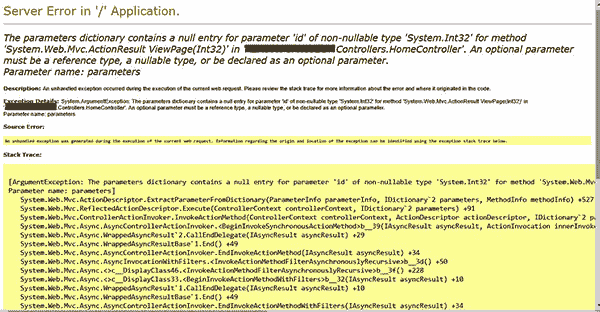 Server Error in '/' Application.
The parameters dictionary contains a null entry for parameter 'id' of non-nullable type 'System.Int32' for method
'System.Web.Mvc.ActionResult ViewPage(Int32)' in 'Controllers.HomeController'. An optional parameter
must be a reference type, a nullable type, or be declared as an optional parameter.
Parameter name: parameters
Description: An unhandled exception occurred during the execution of the current web request. Please review the stack trace for more information about the error and where it originated in the code.
Exception Details: System.ArgumentException: The parameters dictionary contains a null entry for parameter 'id' of non-nullable type 'System.Int32' for method 'System.Web.Mvc.ActionResult ViewPage(Int32)' in
'.Controllers.HomeController'. An optional parameter must be a reference type, a nullable type, or be declared as an optional parameter.
Parameter name: parameters
Source Error:
An unhandled exception was generated during the execution of the current web request. Information regarding the origin and location of the exception can be identified using the exception stack trace below.
Stack Trace:
[ArgumentException: The parameters dictionary contains a null entry for parameter 'id' of non-nullable type 'System.Int32' for method 'System.Web.Mvc
Parameter name: parameters]
System.Web.Mvc.ActionDescriptor.ExtractParameterFromDictionary(ParameterInfo parameterInfo, IDictionary`2 parameters, MethodInfo methodInfo) +527
System.Web.Mvc.ReflectedActionDescriptor.Execute(ControllerContext controllerContext, IDictionary`2 parameters) +91
System.Web.Mvc.ControllerActionInvoker.InvokeActionMethod(ControllerContext controllerContext, ActionDescriptor actionDescriptor, IDictionary`2 pa
System.Web.Mvc.Async.AsyncControllerActionInvoker.<BeginInvokeSynchronousActionMethod>b__39(IAsyncResult asyncResult, ActionInvocation innerInvok
System.Web.Mvc.Async.WrappedAsyncResult`2.CallEndDelegate(IAsyncResult asyncResult) +29
System.Web.Mvc.Async.WrappedAsyncResultBase`1.End() +49
System.Web.Mvc.Async.AsyncControllerActionInvoker.EndInvokeActionMethod(IAsyncResult asyncResult) +34
System.Web.Mvc.Async.AsyncInvocationWithFilters.<InvokeActionMethodFilterAsynchronouslyRecursive>b__3d() +50
System.Web.Mvc.Async.<>c__DisplayClass46.<InvokeActionMethodFilterAsynchronouslyRecursive>b__3f() +228
System.Web.Mvc.Async.<>c__DisplayClass33.<BeginInvokeActionMethodWithFilters>b__32(IAsyncResult asyncResult) +10
System.Web.Mvc.Async.WrappedAsyncResult`1.CallEndDelegate(IAsyncResult asyncResult) +10
System.Web.Mvc.Async.WrappedAsyncResultBase`1.End() +49
System.Web.Mvc.Async.AsyncControllerActionInvoker.EndInvokeActionMethodWithFilters(IAsyncResult asyncResult) +34